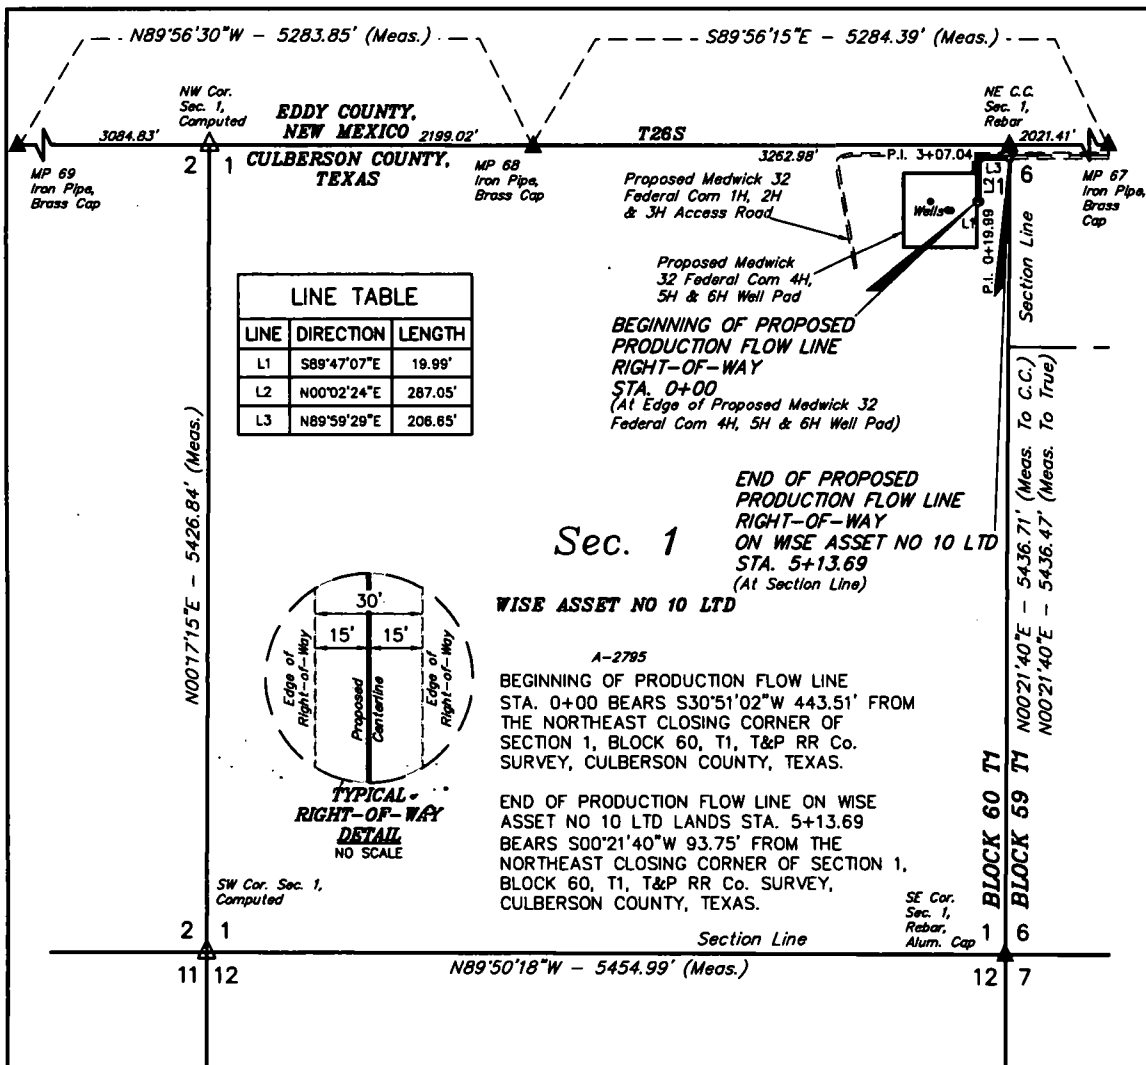 N89°56'30"W – 5283.85' (Meas.)
S89°56'15"E – 5284.39' (Meas.)
NW Cor.
Sec. 1,
Computed
EDDY COUNTY,
NEW MEXICO
CULBERSON COUNTY,
TEXAS
3084.83'
2199.02'
T26S
NE C.C.
Sec. 1,
Rebar
2021.41'
3262.98'
P.I. 3+07.04
2 1
MP 69
Iron Pipe,
Brass Cap
MP 68
Iron Pipe,
Brass Cap
6
MP 67
Iron Pipe,
Brass
Cap
Proposed Medwick 32
Federal Com 1H, 2H
& 3H Access Road
Wells
L1
L2
L3
1
P.I. 0+19.99
Section Line
Proposed Medwick
32 Federal Com 4H,
5H & 6H Well Pad
LINE TABLE
LINE DIRECTION LENGTH
L1 S89°47'07"E 19.99'
L2 N00°02'24"E 287.05'
L3 N89°59'29"E 206.65'
BEGINNING OF PROPOSED
PRODUCTION FLOW LINE
RIGHT-OF-WAY
STA. 0+00
(At Edge of Proposed Medwick 32
Federal Com 4H, 5H & 6H Well Pad)
N00°17'15"E – 5426.84' (Meas.)
N00°21'40"E – 5436.71' (Meas. To C.C.)
N00°21'40"E – 5436.47' (Meas. To True)
END OF PROPOSED
PRODUCTION FLOW LINE
RIGHT-OF-WAY
ON WISE ASSET NO 10 LTD
STA. 5+13.69
(At Section Line)
Sec. 1
WISE ASSET NO 10 LTD
A-2795
30'
15' 15'
Edge of
Right-of-Way
Proposed
Centerline
Edge of
Right-of-Way
TYPICAL
RIGHT-OF-WAY
DETAIL
NO SCALE
BEGINNING OF PRODUCTION FLOW LINE
STA. 0+00 BEARS S30°51'02"W 443.51' FROM
THE NORTHEAST CLOSING CORNER OF
SECTION 1, BLOCK 60, T1, T&P RR Co.
SURVEY, CULBERSON COUNTY, TEXAS.
END OF PRODUCTION FLOW LINE ON WISE
ASSET NO 10 LTD LANDS STA. 5+13.69
BEARS S00°21'40"W 93.75' FROM THE
NORTHEAST CLOSING CORNER OF SECTION 1,
BLOCK 60, T1, T&P RR Co. SURVEY,
CULBERSON COUNTY, TEXAS.
BLOCK 60 T1
BLOCK 59 T1
SW Cor. Sec. 1,
Computed
SE Cor.
Sec. 1,
Rebar,
Alum. Cap
2 1
Section Line
1 6
11 12
N89°50'18"W – 5454.99' (Meas.)
12 7